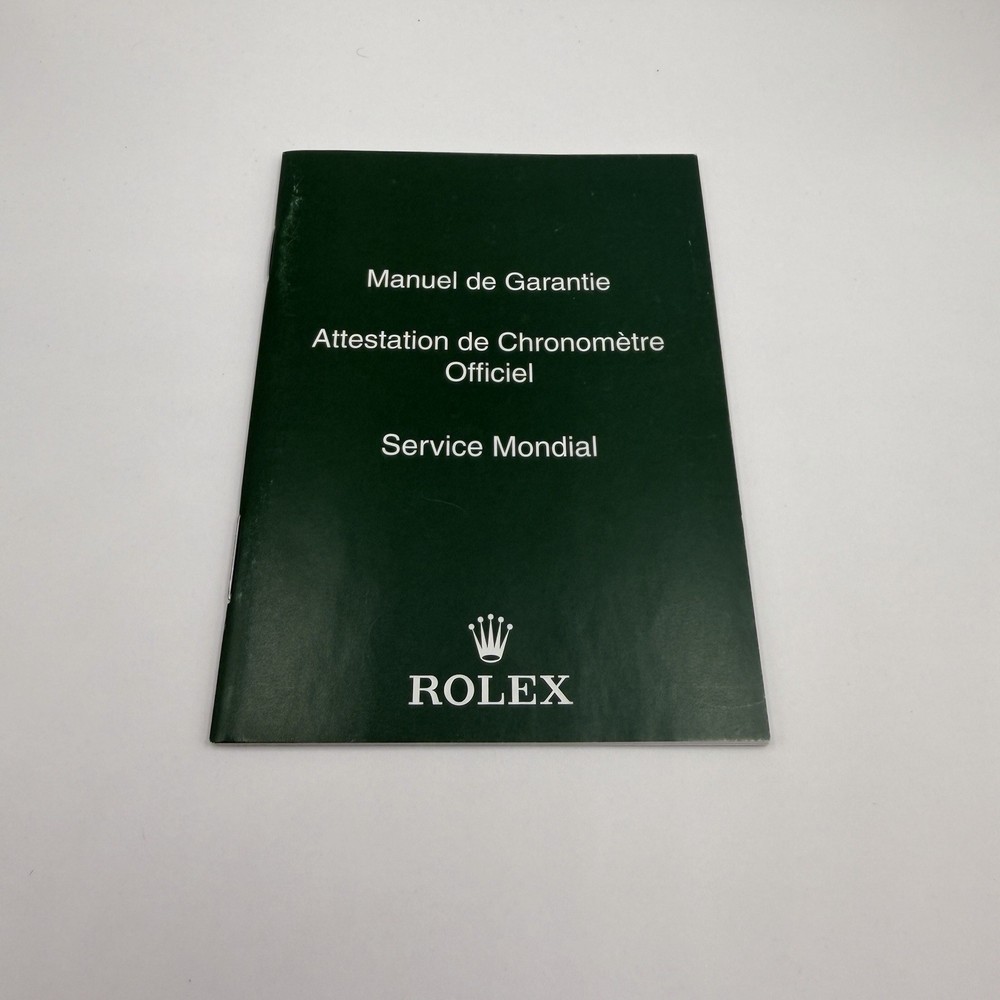 Manuel de Garantie
Attestation de Chronomètre
Officiel
Service Mondial
ROLEX